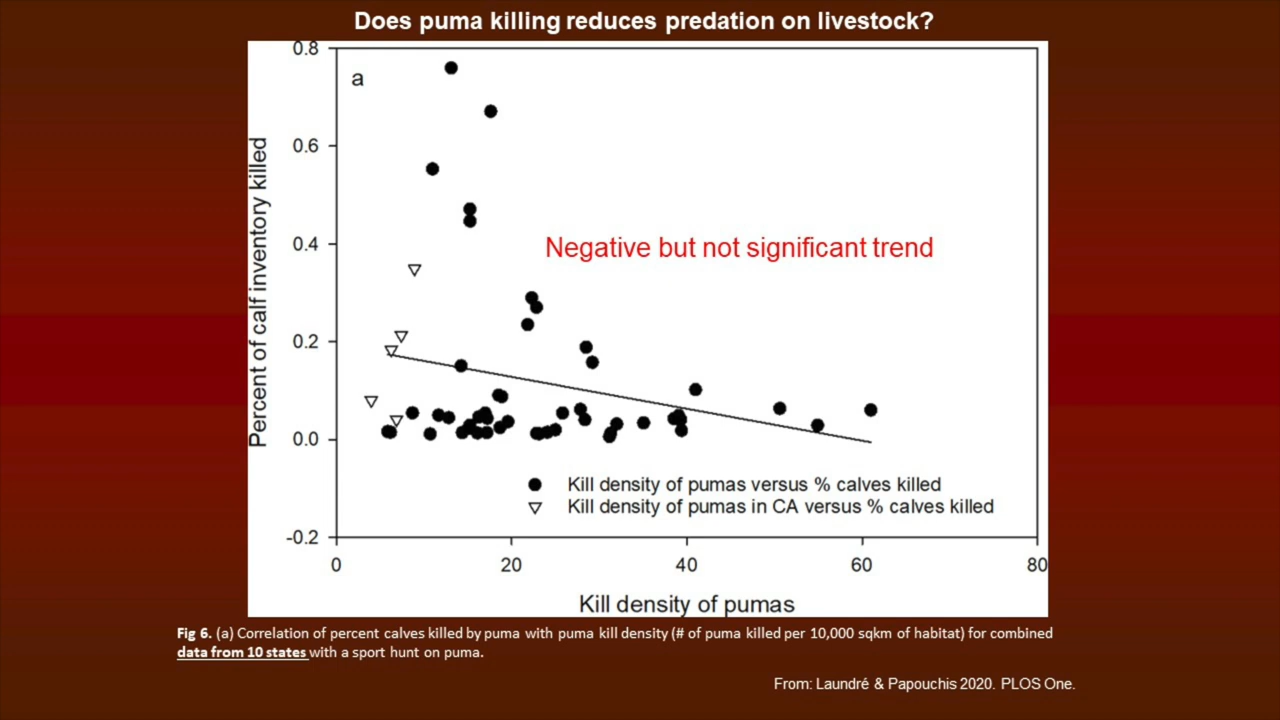 Does puma killing reduces predation on livestock?
0.8
a
0.6
0.4
0.2
0.0
-0.2
Percent of calf inventory killed
Negative but not significant trend
Kill density of pumas versus % calves killed
Kill density of pumas in CA versus % calves killed
0 20 40 60 80
Kill density of pumas
Fig 6. (a) Correlation of percent calves killed by puma with puma kill density (# of puma killed per 10,000 sqkm of habitat) for combined
data from 10 states with a sport hunt on puma.
From: Laundré & Papouchis 2020. PLOS One.